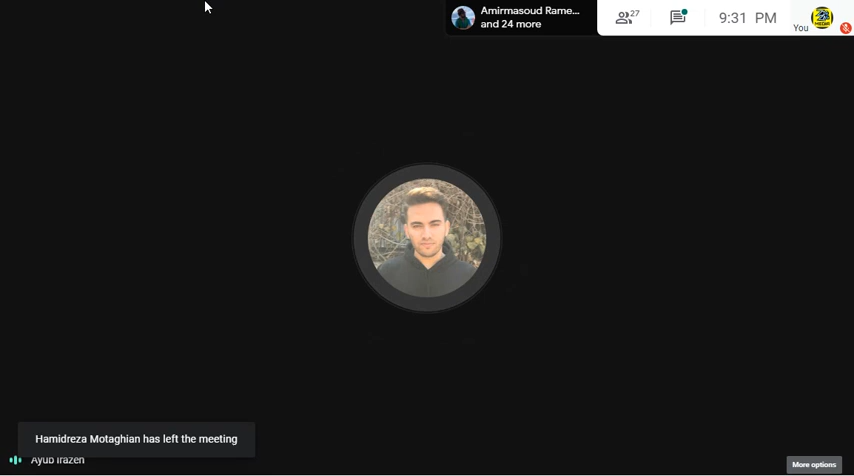 Amirmasoud Rame...
and 24 more
27
9:31 PM
You
Hamidreza Motaghian has left the meeting
Ayub Irazen
More options